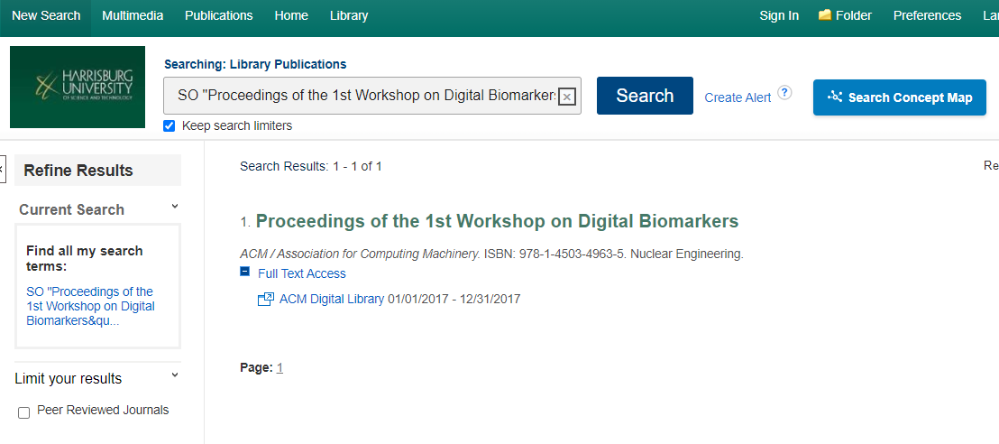 New Search Multimedia Publications Home Library Sign In Folder Preferences
HARRISBURG
UNIVERSITY
OF SCIENCE AND TECHNOLOGY
Searching: Library Publications
SO "Proceedings of the 1st Workshop on Digital Biomarker
Search
Create Alert ?
Search Concept Map
Keep search limiters
Refine Results
Current Search
Find all my search
terms:
SO "Proceedings of the
1st Workshop on Digital
Biomarkers&qu...
Limit your results
Peer Reviewed Journals
Search Results: 1 - 1 of 1
Re
1. Proceedings of the 1st Workshop on Digital Biomarkers
ACM / Association for Computing Machinery. ISBN: 978-1-4503-4963-5. Nuclear Engineering.
Full Text Access
ACM Digital Library 01/01/2017 - 12/31/2017
Page: 1